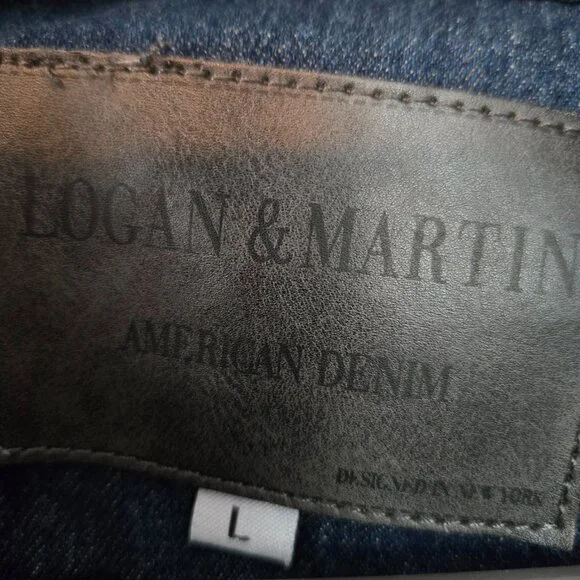 LOGAN & MARTIN
AMERICAN DENIM
DESIGNED IN NEW YORK
L